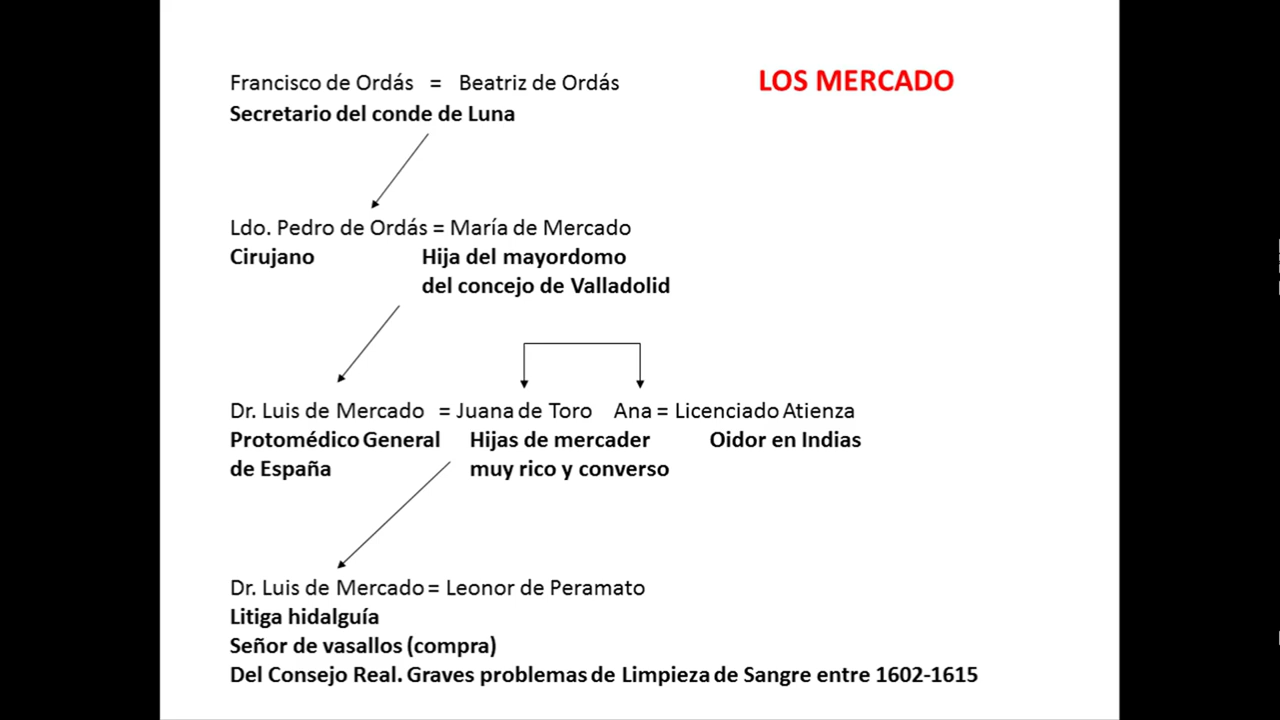 Francisco de Ordás = Beatriz de Ordás LOS MERCADO
Secretario del conde de Luna
Ldo. Pedro de Ordás = María de Mercado
Cirujano Hija del mayordomo
del concejo de Valladolid
Dr. Luis de Mercado = Juana de Toro Ana = Licenciado Atienza
Protomédico General Hijas de mercader Oidor en Indias
de España muy rico y converso
Dr. Luis de Mercado = Leonor de Peramato
Litiga hidalguía
Señor de vasallos (compra)
Del Consejo Real. Graves problemas de Limpieza de Sangre entre 1602-1615